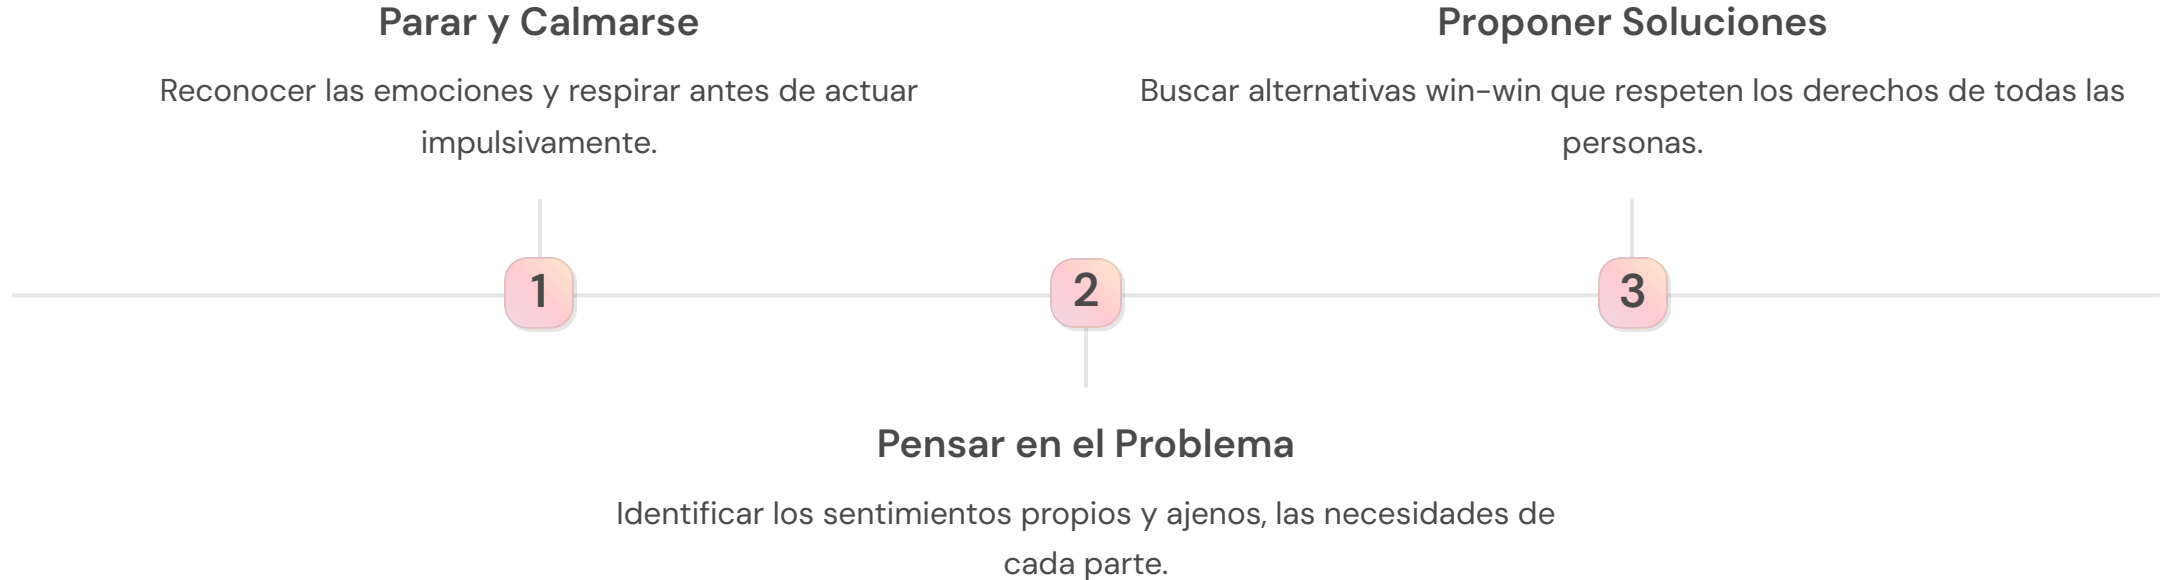 Parar y Calmarse
Reconocer las emociones y respirar antes de actuar
impulsivamente.
Proponer Soluciones
Buscar alternativas win-win que respeten los derechos de todas las
personas.
1
2
3
Pensar en el Problema
Identificar los sentimientos propios y ajenos, las necesidades de
cada parte.